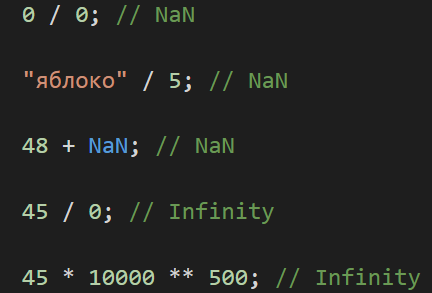 0 / 0; // NaN
"яблоко" / 5; // NaN
48 + NaN; // NaN
45 / 0; // Infinity
45 * 10000 ** 500; // Infinity